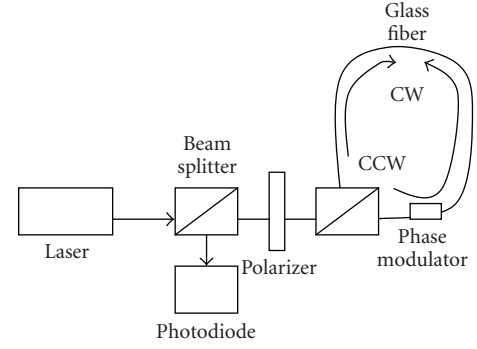 Glass
fiber
CW
CCW
Beam
splitter
Laser
Polarizer
Phase
modulator
Photodiode